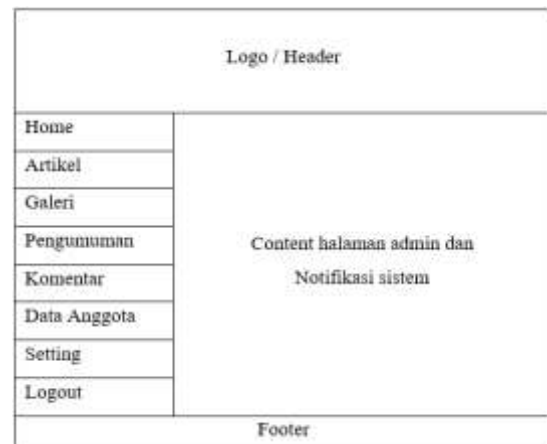 Logo / Header
Home
Artikel
Galeri
Pengumuman
Komentar
Data Anggota
Setting
Logout
Content halaman admin dan
Notifikasi sistem
Footer